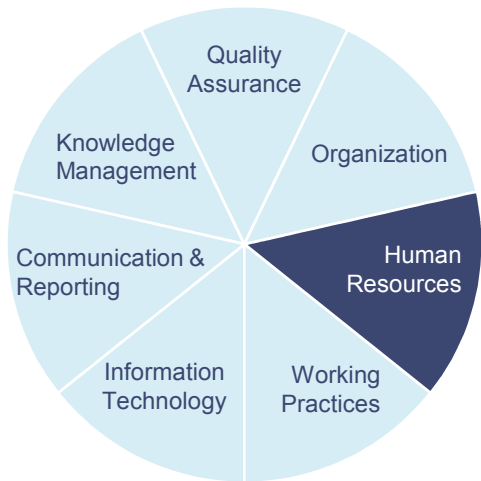 Quality
Assurance
Organization
Human
Resources
Working
Practices
Information
Technology
Communication &
Reporting
Knowledge
Management